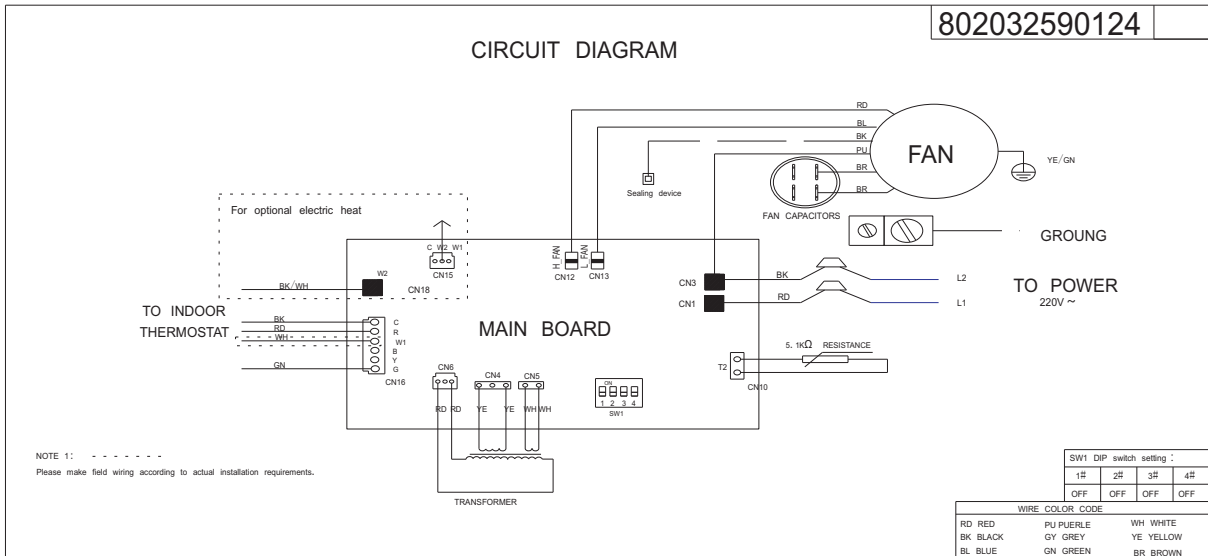 802032590124
CIRCUIT DIAGRAM
RD
BL
BK
PU
BR
BR
FAN
YE/GN
Sealing device
FAN CAPACITORS
GROUNG
For optional electric heat
C W2 W1
CN15
W2
CN18
BK/WH
H_FAN
CN12
L_FAN
CN13
CN3
BK
L2
CN1
RD
L1
TO POWER
220V ~
TO INDOOR
THERMOSTAT
BK
RD
WH
GN
C
R
W1
B
Y
G
CN16
MAIN BOARD
5. 1KΩ RESISTANCE
T2
CN10
CN6
CN4
CN5
RD RD
YE YE
WH WH
ON
1 2 3 4
SW1
TRANSFORMER
NOTE 1: - - - - - - -
Please make field wiring according to actual installation requirements.
SW1 DIP switch setting :
1# 2# 3# 4#
OFF OFF OFF OFF
WIRE COLOR CODE
RD RED PU PUERLE WH WHITE
BK BLACK GY GREY YE YELLOW
BL BLUE GN GREEN BR BROWN